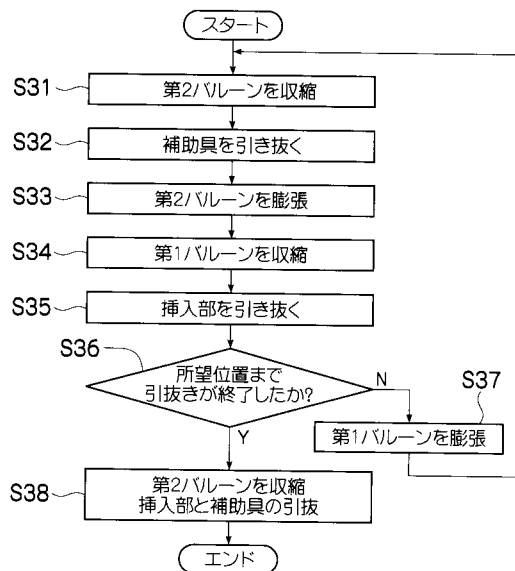 スタート
S31
第2バルーンを収縮
S32
補助具を引き抜く
S33
第2バルーンを膨張
S34
第1バルーンを収縮
S35
挿入部を引き抜く
S36
所望位置まで
引抜きが終了したか?
N
S37
第1バルーンを膨張
Y
S38
第2バルーンを収縮
挿入部と補助具の引抜
エンド